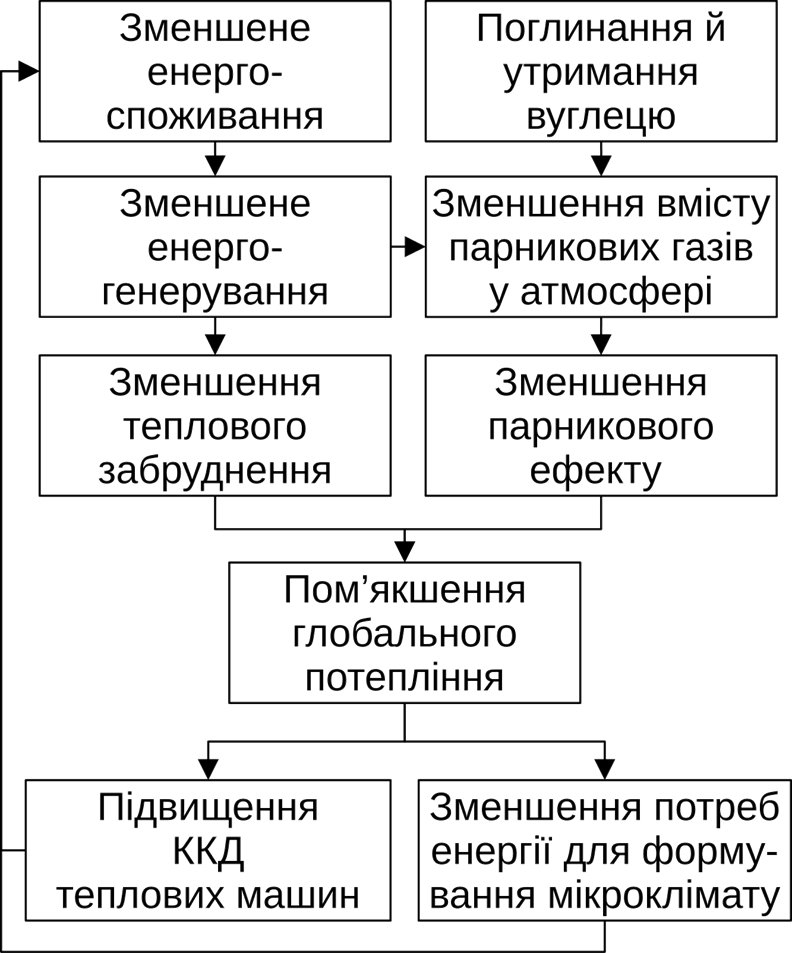 Зменшене
енерго-
споживання
Поглинання й
утримання
вуглецю
Зменшене
енерго-
генерування
Зменшення вмісту
парникових газів
у атмосфері
Зменшення
теплового
забруднення
Зменшення
парникового
ефекту
Пом’якшення
глобального
потепління
Підвищення
ККД
теплових машин
Зменшення потреб
енергії для форму-
вання мікроклімату